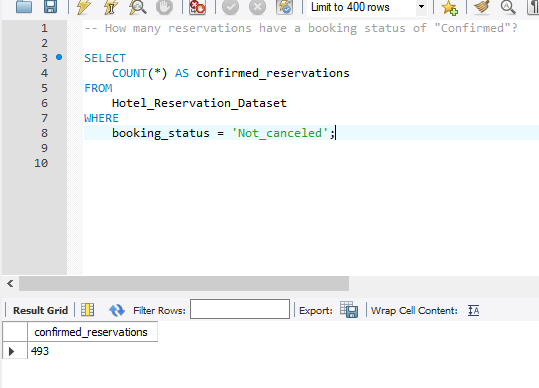 Limit to 400 rows
1 -- How many reservations have a booking status of "Confirmed"?
2
3 SELECT
4 COUNT(*) AS confirmed_reservations
5 FROM
6 Hotel_Reservation_Dataset
7 WHERE
8 booking_status = 'Not_canceled';
9
10
Result Grid Filter Rows: Export: Wrap Cell Content:
confirmed_reservations
493